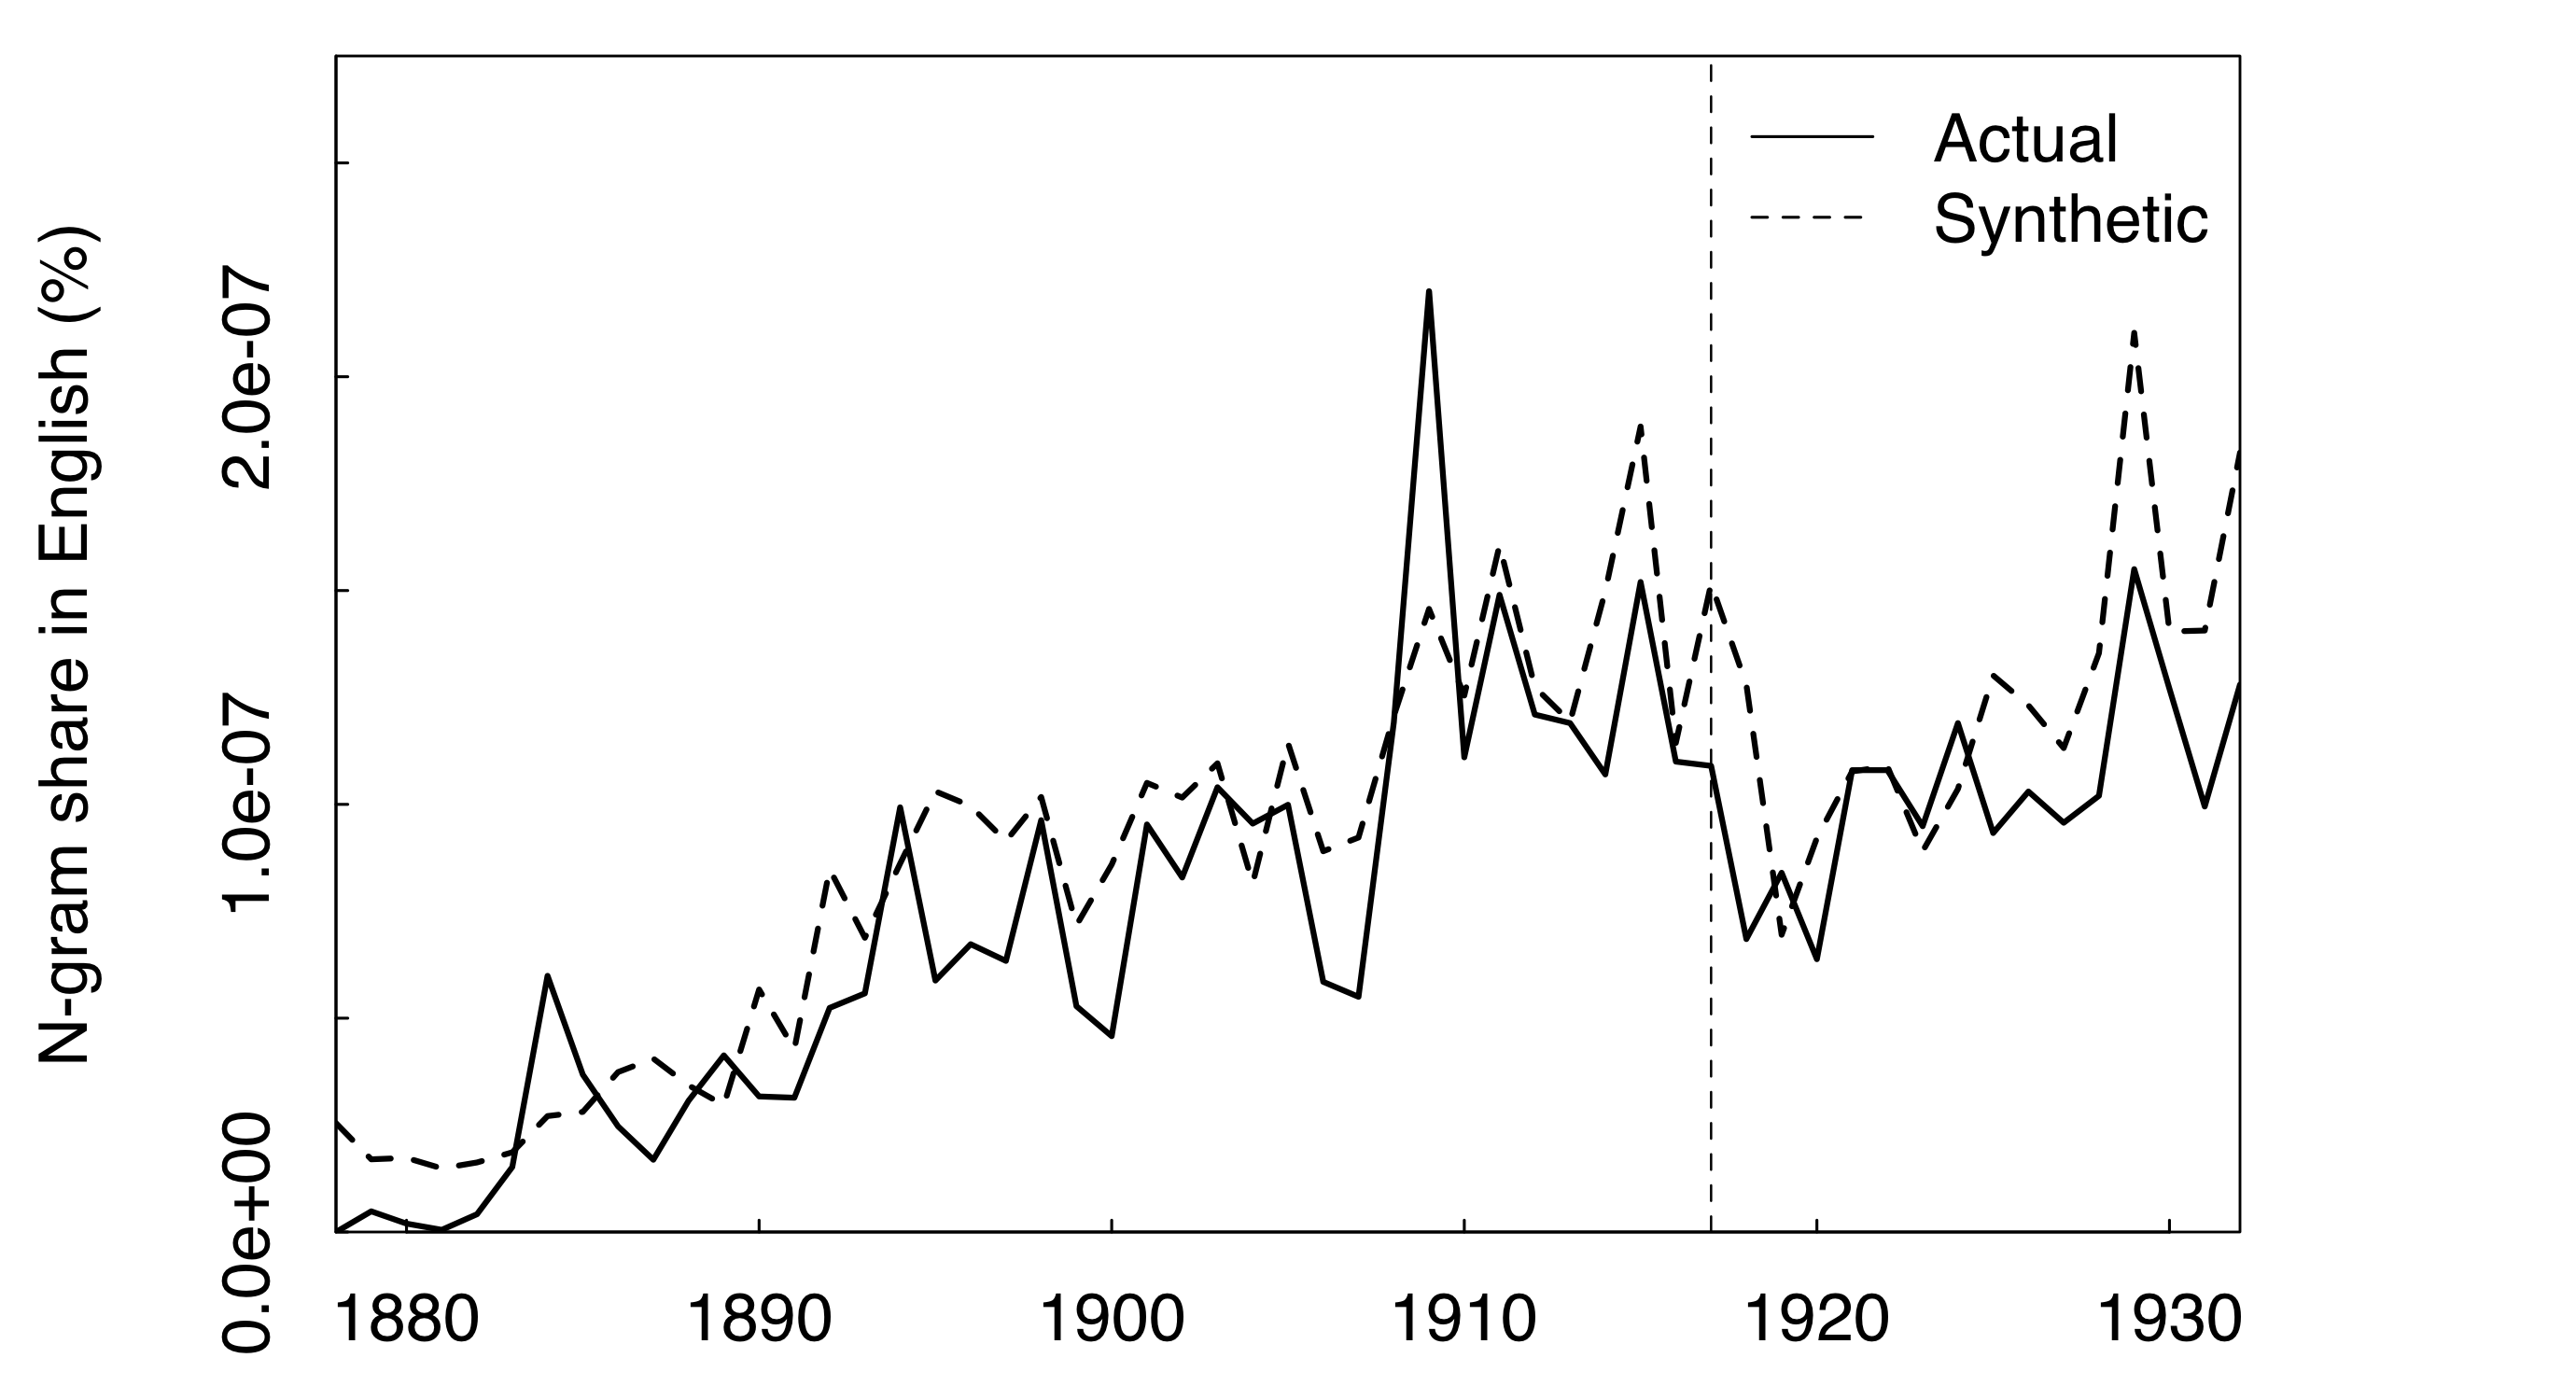 N-gram share in English (%)
2.0e-07
1.0e-07
0.0e+00
Actual
Synthetic
1880 1890 1900 1910 1920 1930